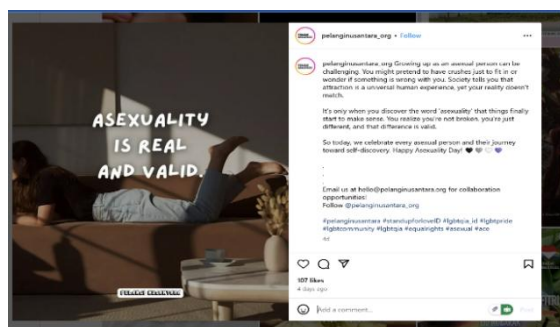 ASEXUALITY
IS REAL
AND VALID.
PELANGI NUSANTARA
pelanginusantara_org • Follow
pelanginusantara_org Growing up as an asexual person can be
challenging. You might pretend to have crushes just to fit in or
wonder if something is wrong with you. Society tells you that
attraction is a universal human experience, yet your reality doesn't
match.
It's only when you discover the word 'asexuality' that things finally
start to make sense. You realize you're not broken, you're just
different, and that difference is valid.
So today, we celebrate every asexual person and their journey
toward self-discovery. Happy Asexuality Day! 🖤🩶🤍💜
.
.
.
Email us at hello@pelanginusantara.org for collaboration
opportunities!
Follow @pelanginusantara_org
#pelanginusantara #standupforloveID #lgbtqia_id #lgbtpride
#lgbtcommunity #lgbtqia #equalrights #asexual #ace
4d
107 likes
4 days ago
Add a comment...
Post